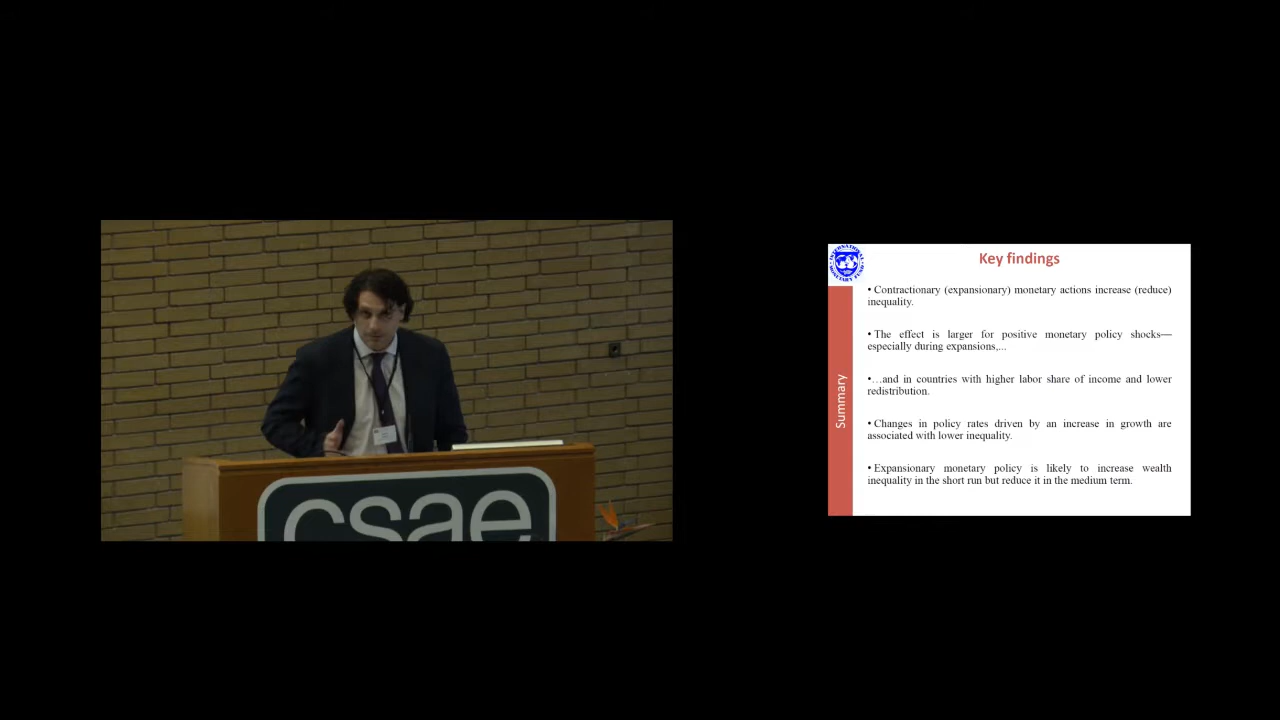 csae
INTERNATIONAL
MONETARY FUND
Key findings
Summary
• Contractionary (expansionary) monetary actions increase (reduce)
inequality.
• The effect is larger for positive monetary policy shocks—
especially during expansions,...
•…and in countries with higher labor share of income and lower
redistribution.
• Changes in policy rates driven by an increase in growth are
associated with lower inequality.
• Expansionary monetary policy is likely to increase wealth
inequality in the short run but reduce it in the medium term.